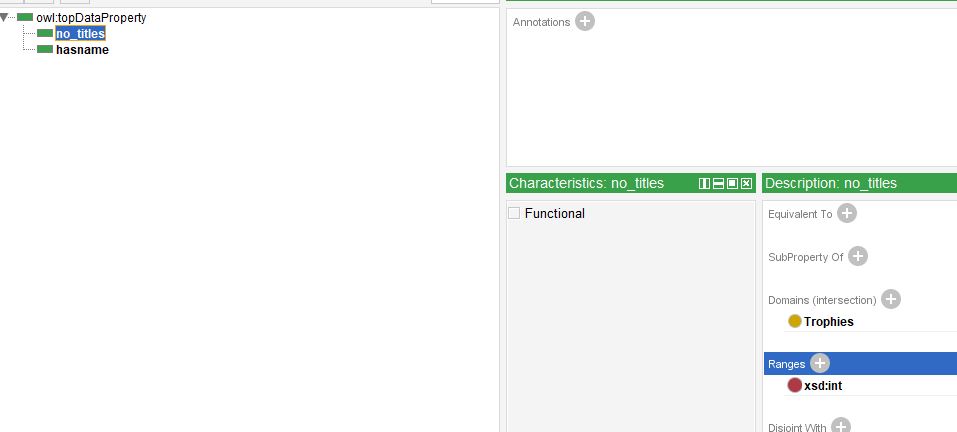 owl:topDataProperty
no_titles
hasname
Annotations
Characteristics: no_titles
Functional
Description: no_titles
Equivalent To
SubProperty Of
Domains (intersection)
Trophies
Ranges
xsd:int
Disjoint With